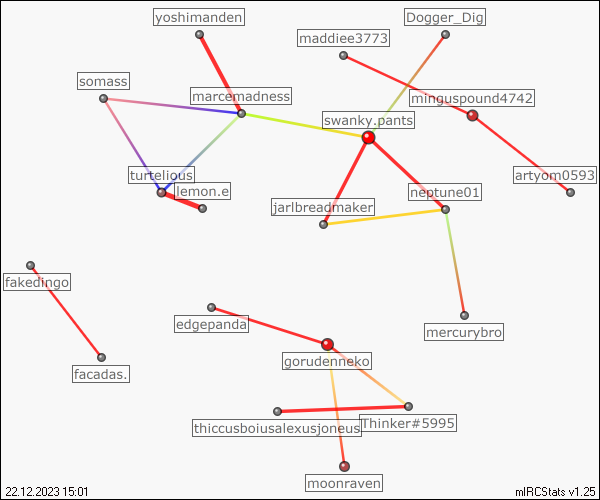 yoshimanden
Dogger_Dig
maddiee3773
somass
marcemadness
minguspound4742
swanky.pants
turtelious
lemon.e
artyom0593
neptune01
jarlbreadmaker
fakedingo
edgepanda
mercurybro
gorudenneko
facadas.
thiccusboiusalexusjoneus
Thinker#5995
moonraven
22.12.2023 15:01
mIRCStats v1.25